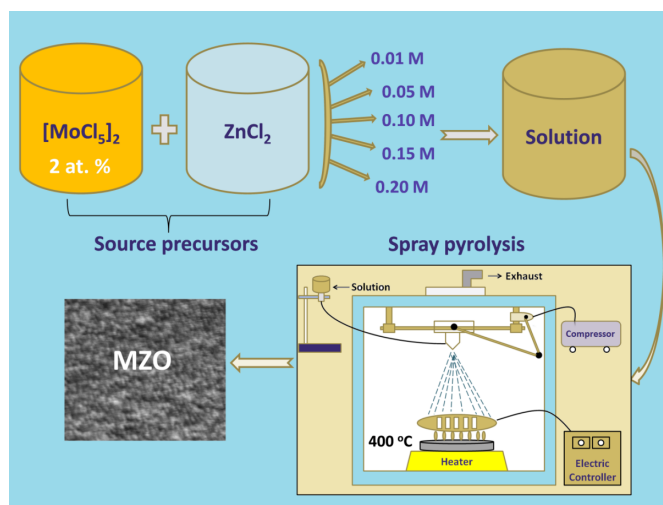 [MoCl₅]₂
2 at. %
ZnCl₂
0.01 M
0.05 M
0.10 M
0.15 M
0.20 M
Solution
Source precursors
Spray pyrolysis
Exhaust
Solution
Compressor
MZO
400 ºC
Heater
Electric
Controller